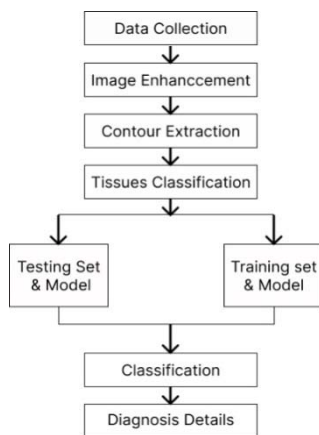 Data Collection
Image Enhanccement
Contour Extraction
Tissues Classification
Testing Set
& Model
Training set
& Model
Classification
Diagnosis Details